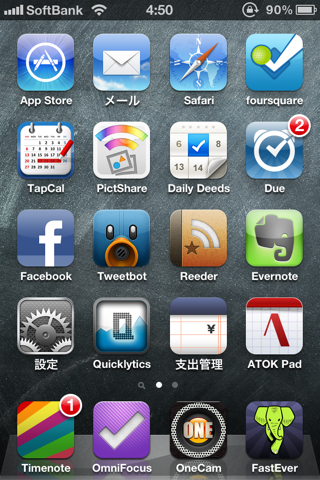 SoftBank 4:50 90%
App Store メール Safari foursquare
2
TapCal PictShare Daily Deeds Due
Facebook Tweetbot Reeder Evernote
設定 Quicklytics 支出管理 ATOK Pad
1
ONE
Timenote OmniFocus OneCam FastEver